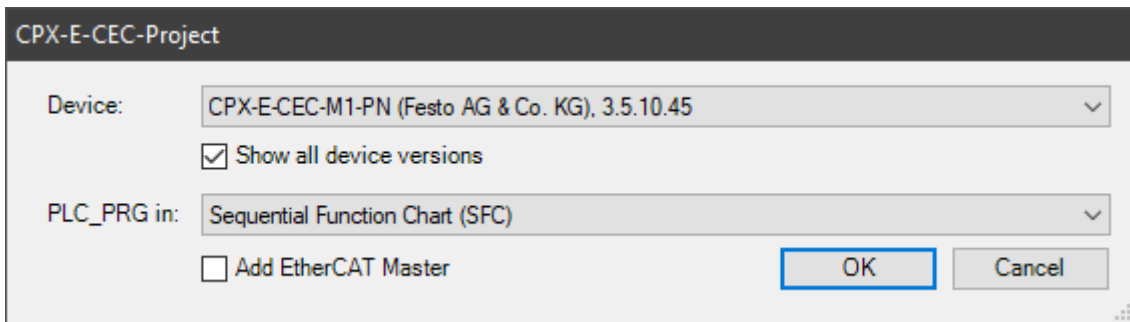 CPX-E-CEC-Project
Device: CPX-E-CEC-M1-PN (Festo AG & Co. KG), 3.5.10.45
Show all device versions
PLC_PRG in: Sequential Function Chart (SFC)
Add EtherCAT Master OK Cancel